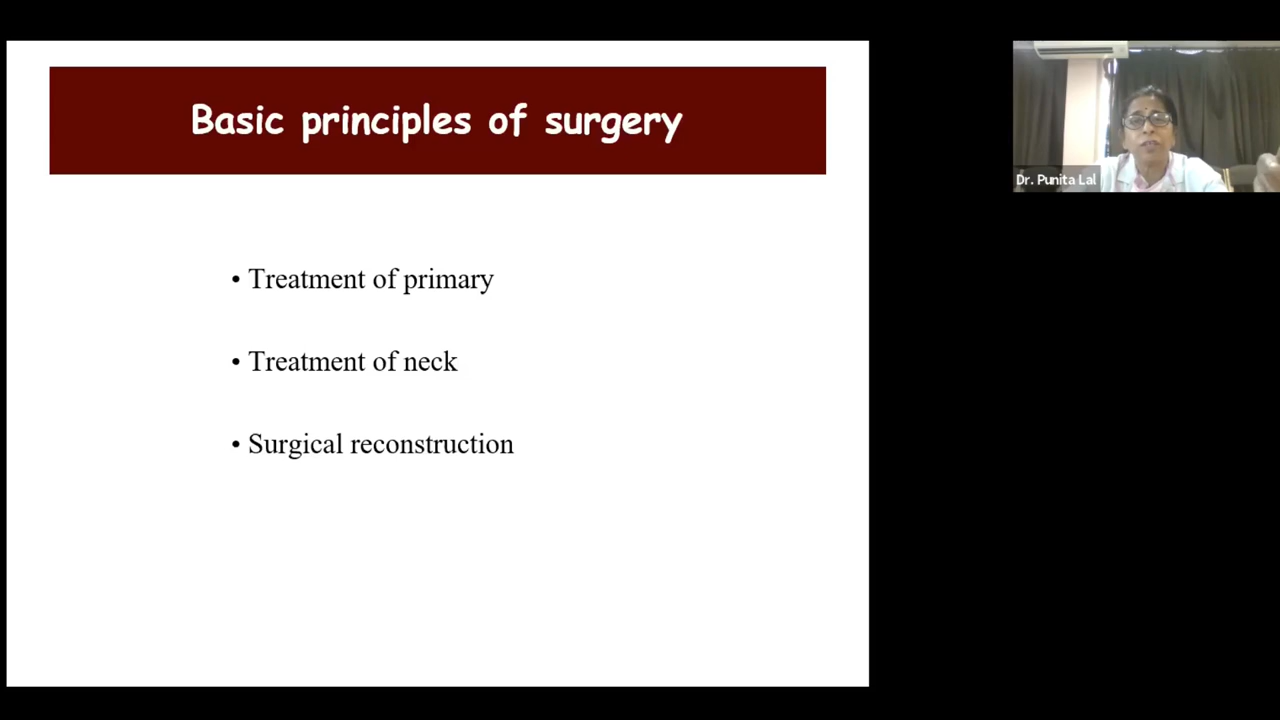 Basic principles of surgery
• Treatment of primary
• Treatment of neck
• Surgical reconstruction
Dr. Punita Lal